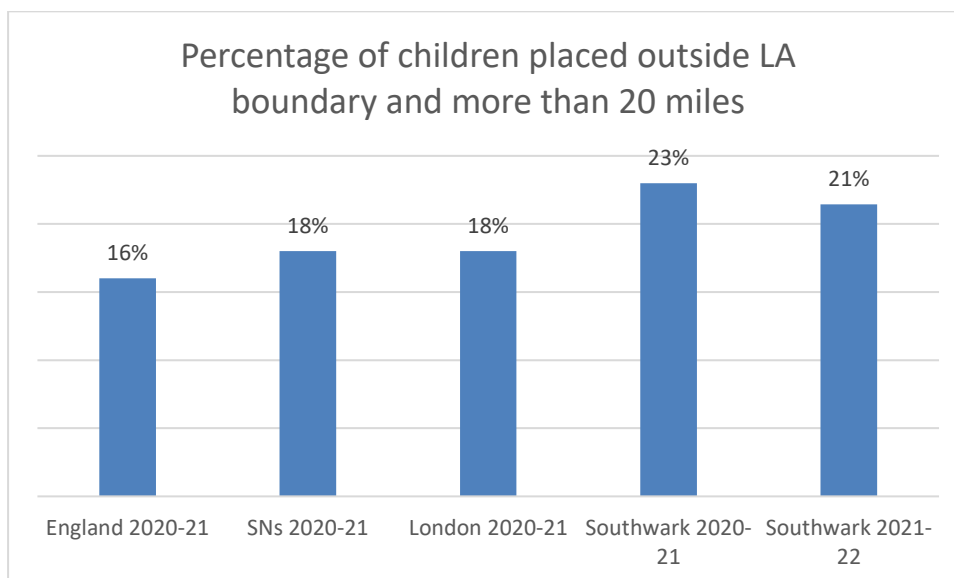 Percentage of children placed outside LA
boundary and more than 20 miles
23%
21%
18%
18%
16%
England 2020-21
SNs 2020-21
London 2020-21
Southwark 2020-
21
Southwark 2021-
22